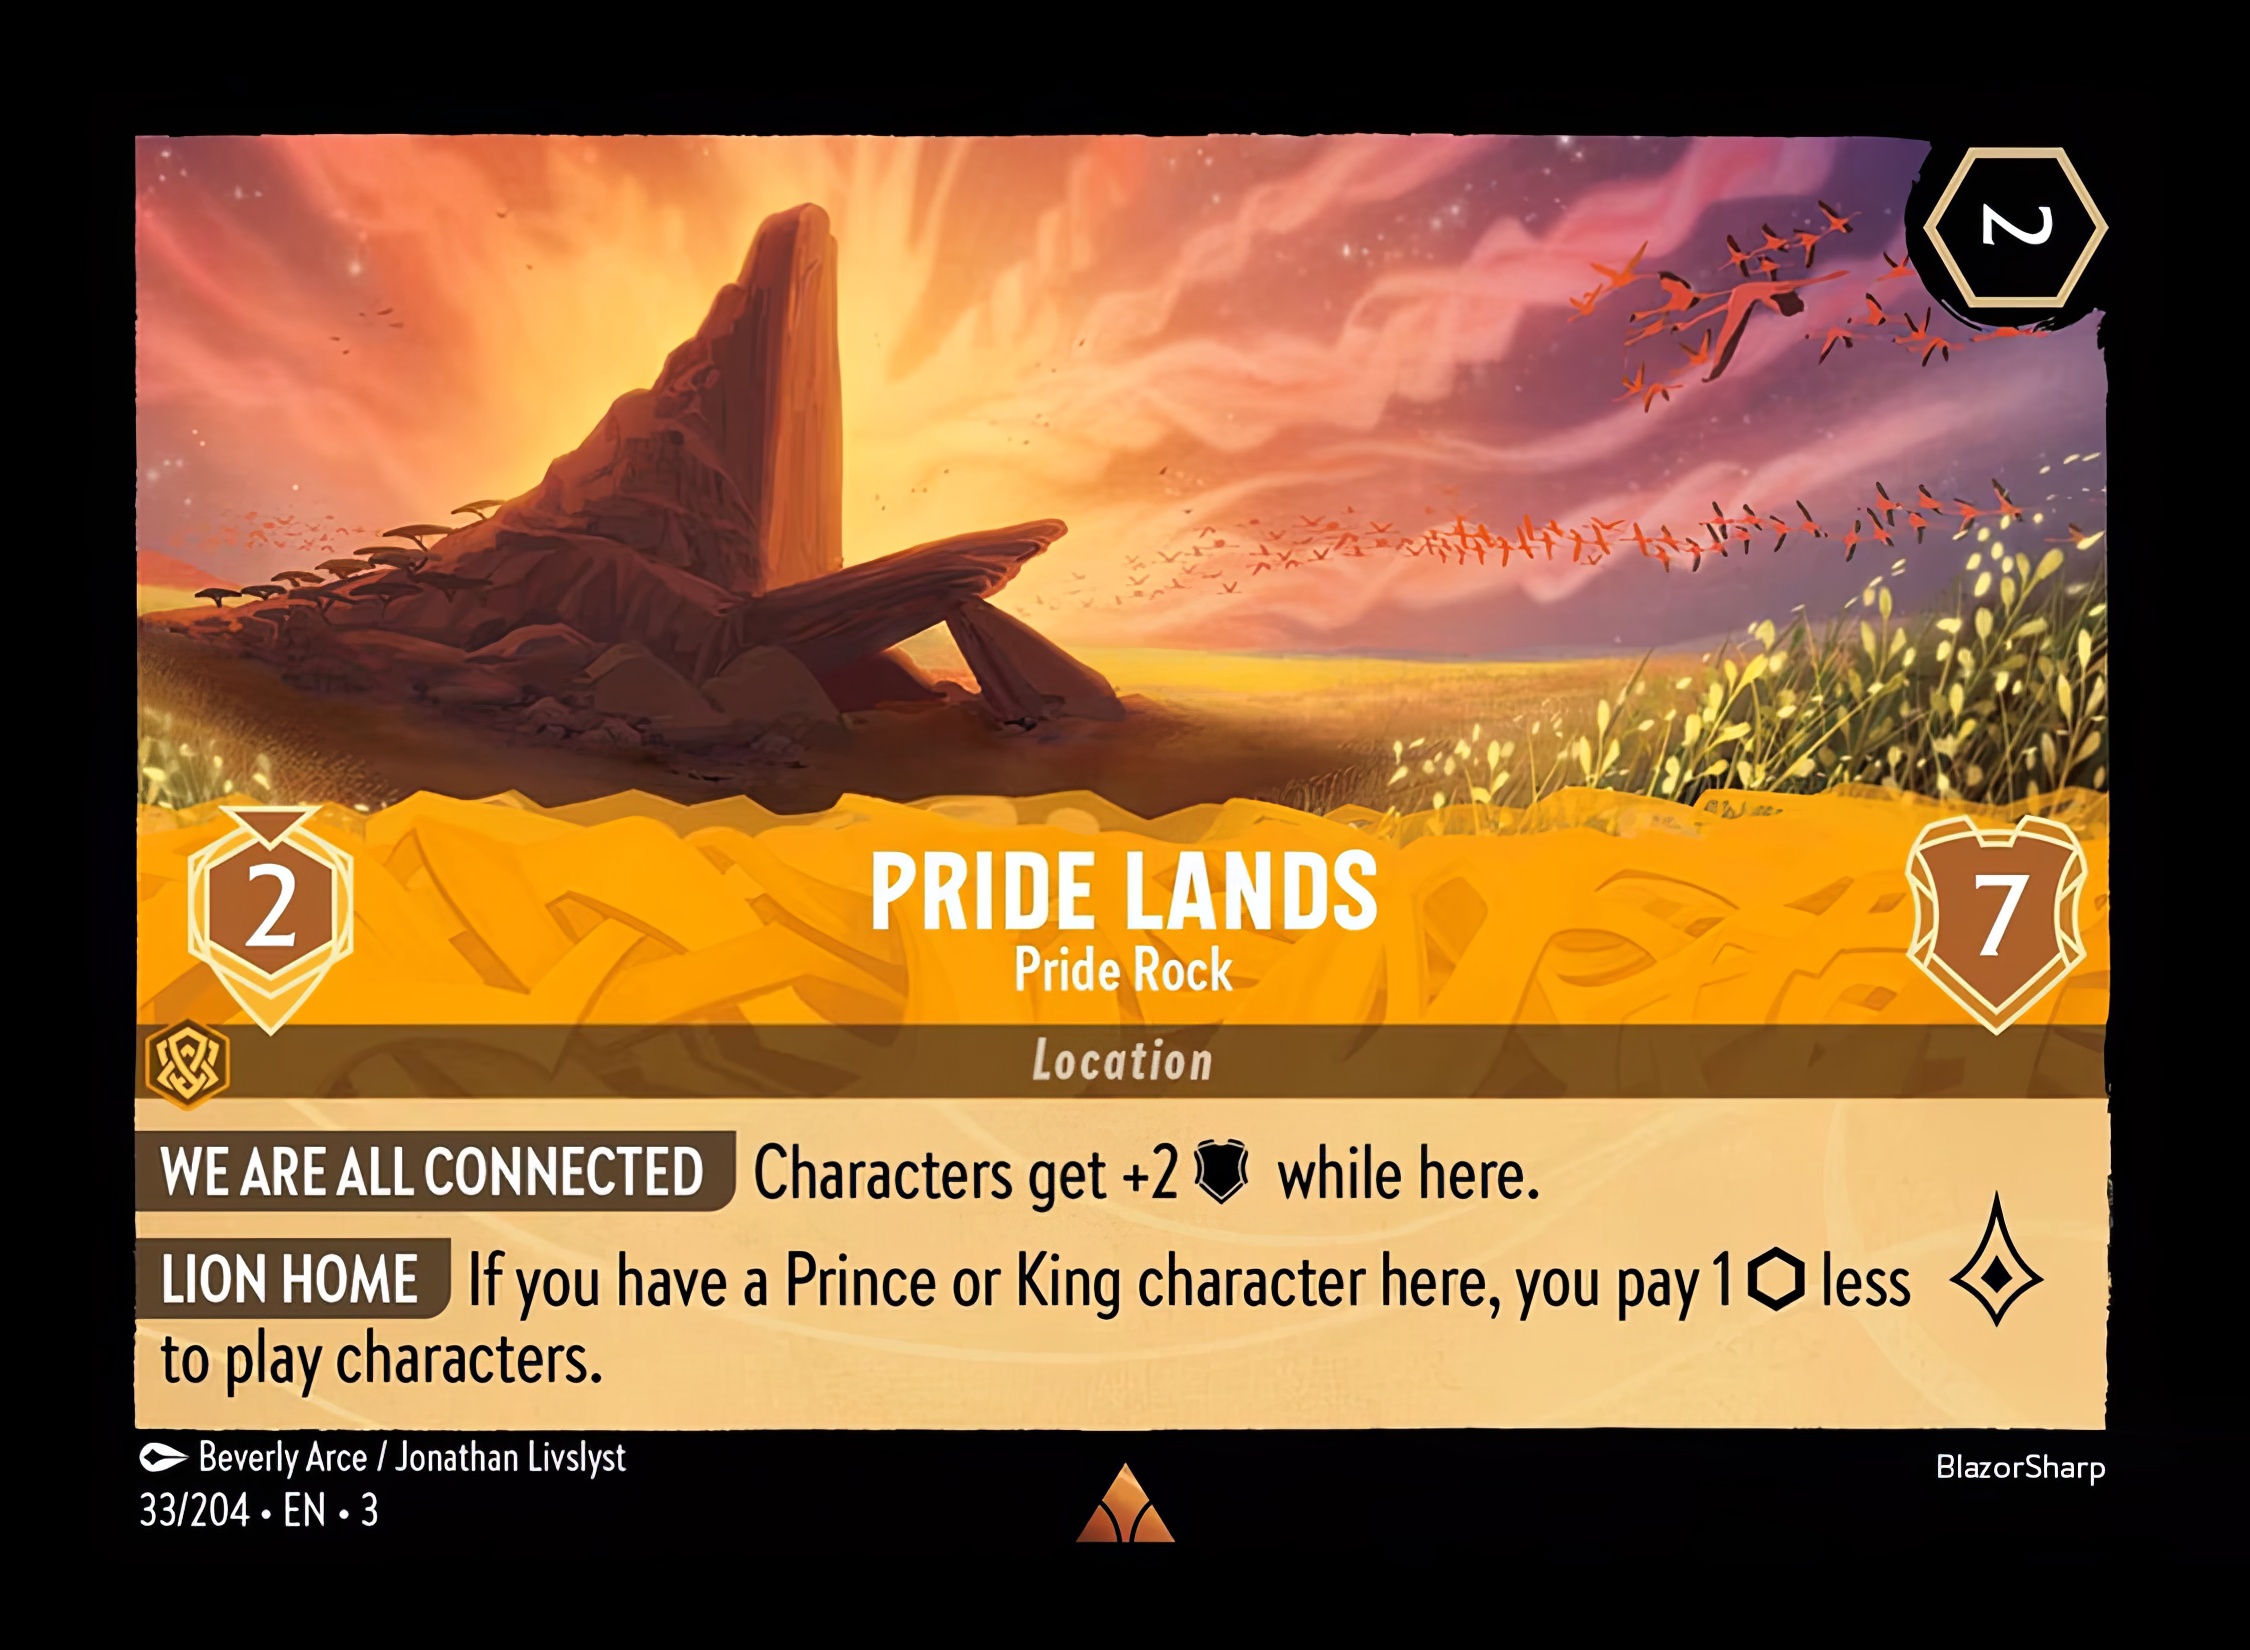 2
2
PRIDE LANDS
7
Pride Rock
Location
WE ARE ALL CONNECTED Characters get +2 while here.
LION HOME If you have a Prince or King character here, you pay 1 less
to play characters.
Beverly Arce / Jonathan Livslyst
BlazorSharp
33/204 • EN • 3